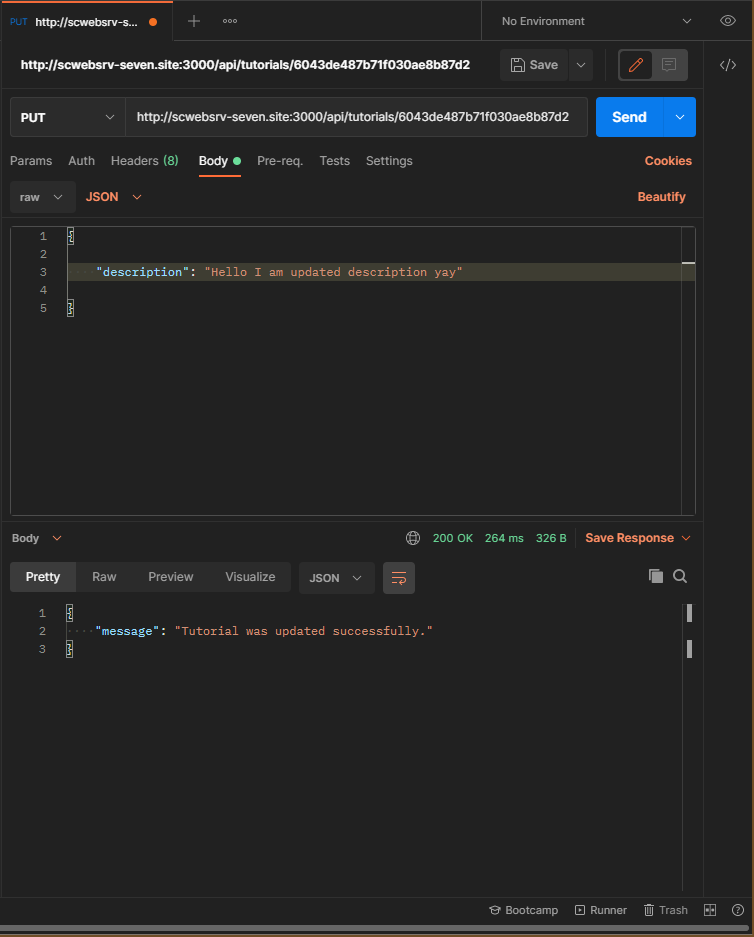 PUT http://scwebsrv-s...
No Environment
http://scwebsrv-seven.site:3000/api/tutorials/6043de487b71f030ae8b87d2
Save
PUT
http://scwebsrv-seven.site:3000/api/tutorials/6043de487b71f030ae8b87d2
Send
Params Auth Headers (8) Body Pre-req. Tests Settings Cookies
raw JSON Beautify
1 {
2
3 "description": "Hello I am updated description yay"
4
5 }
Body 200 OK 264 ms 326 B Save Response
Pretty Raw Preview Visualize JSON
1 {
2 "message": "Tutorial was updated successfully."
3 }
Bootcamp Runner Trash